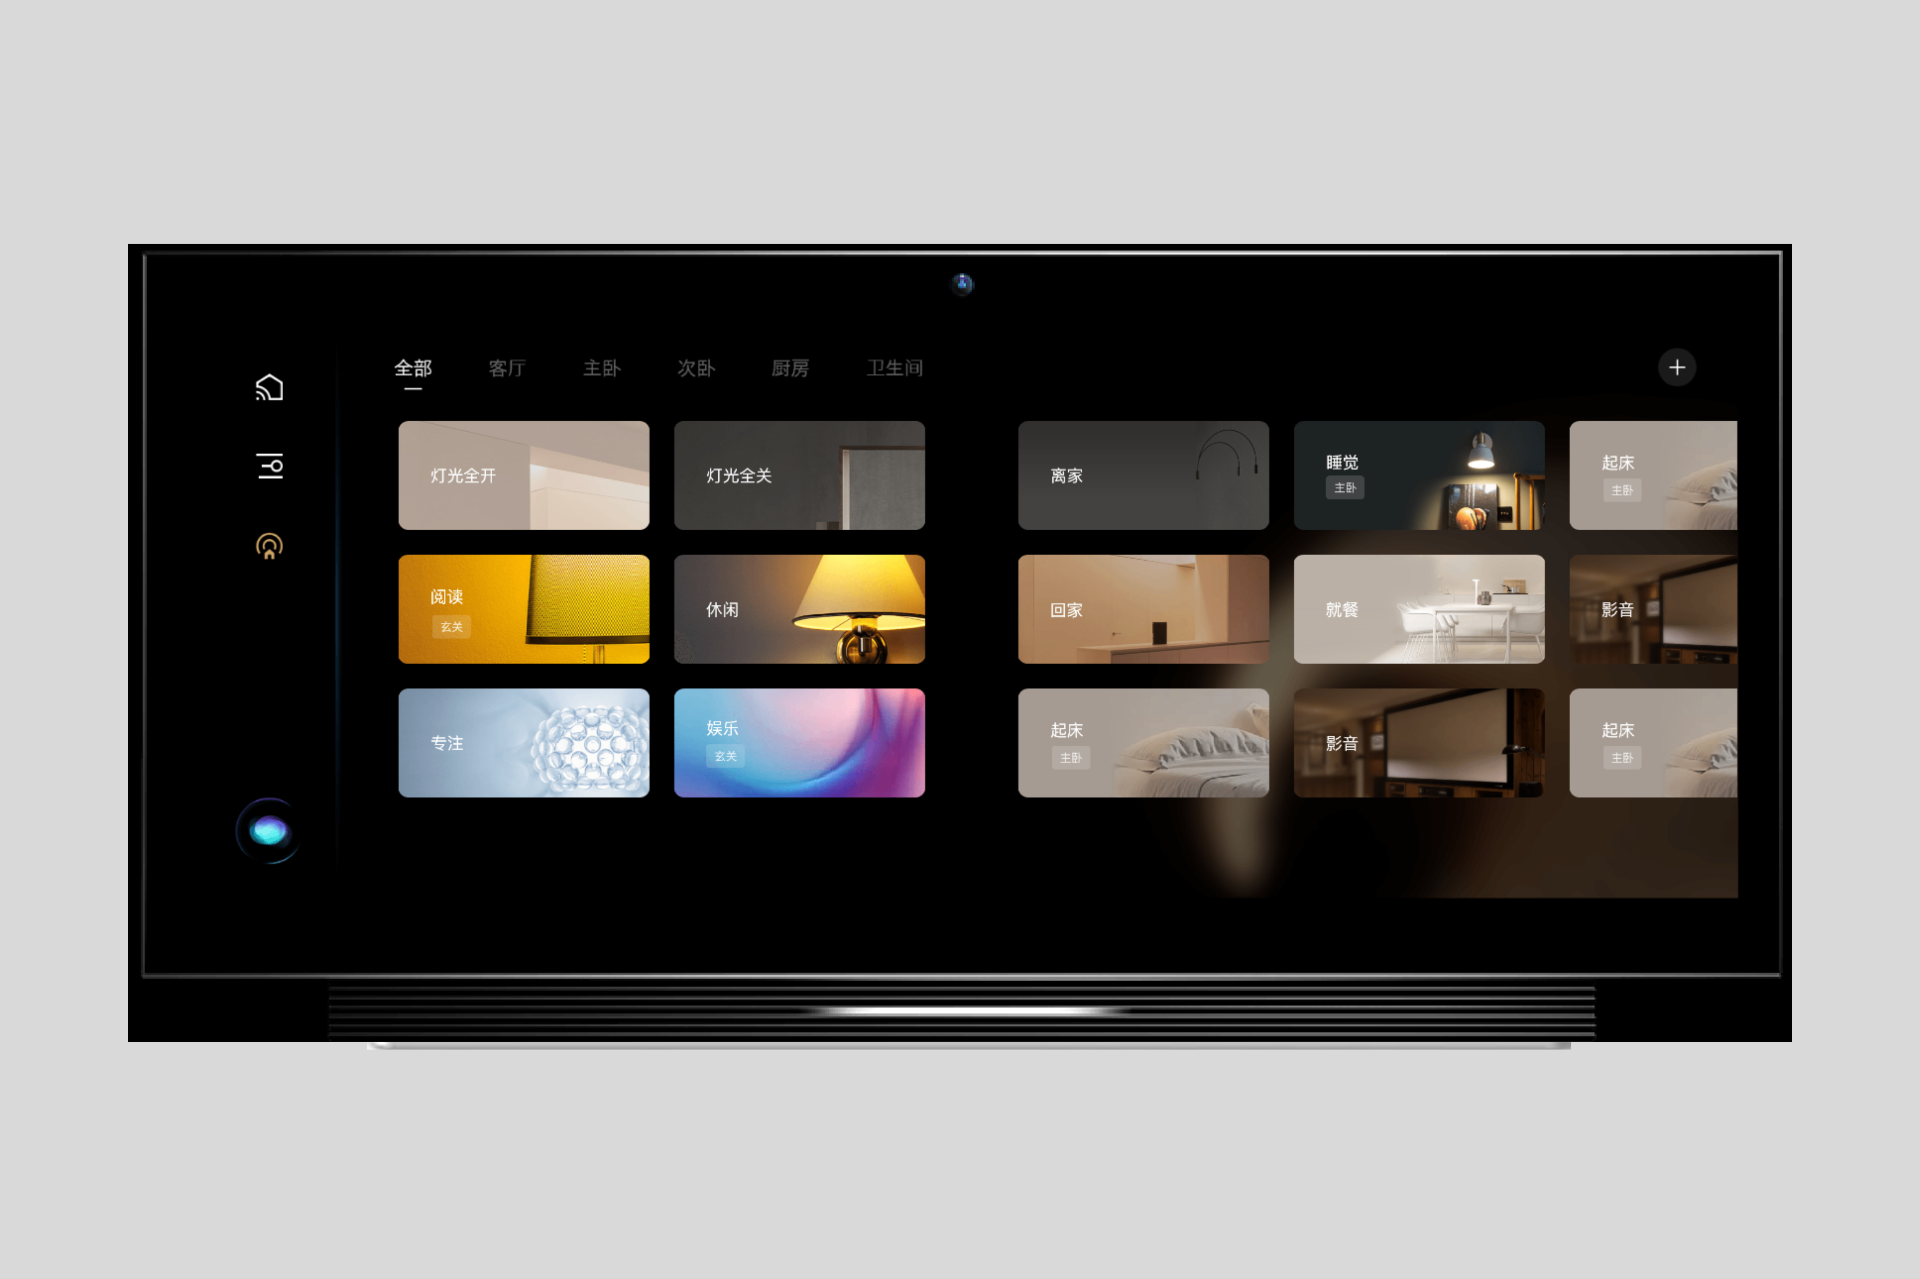 全部 客厅 主卧 次卧 厨房 卫生间
灯光全开
灯光全关
离家
睡觉
主卧
起床
主卧
阅读
玄关
休闲
回家
就餐
影音
专注
娱乐
玄关
起床
主卧
影音
起床
主卧